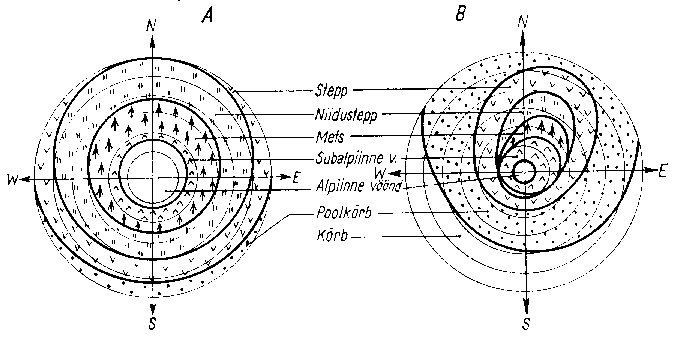 A
B
N
N
Stepp
Niidustepp
Mets
Subalpiinne v.
W
E
W
E
Alpiinne vöönd
Poolkõrb
Kõrb
S
S